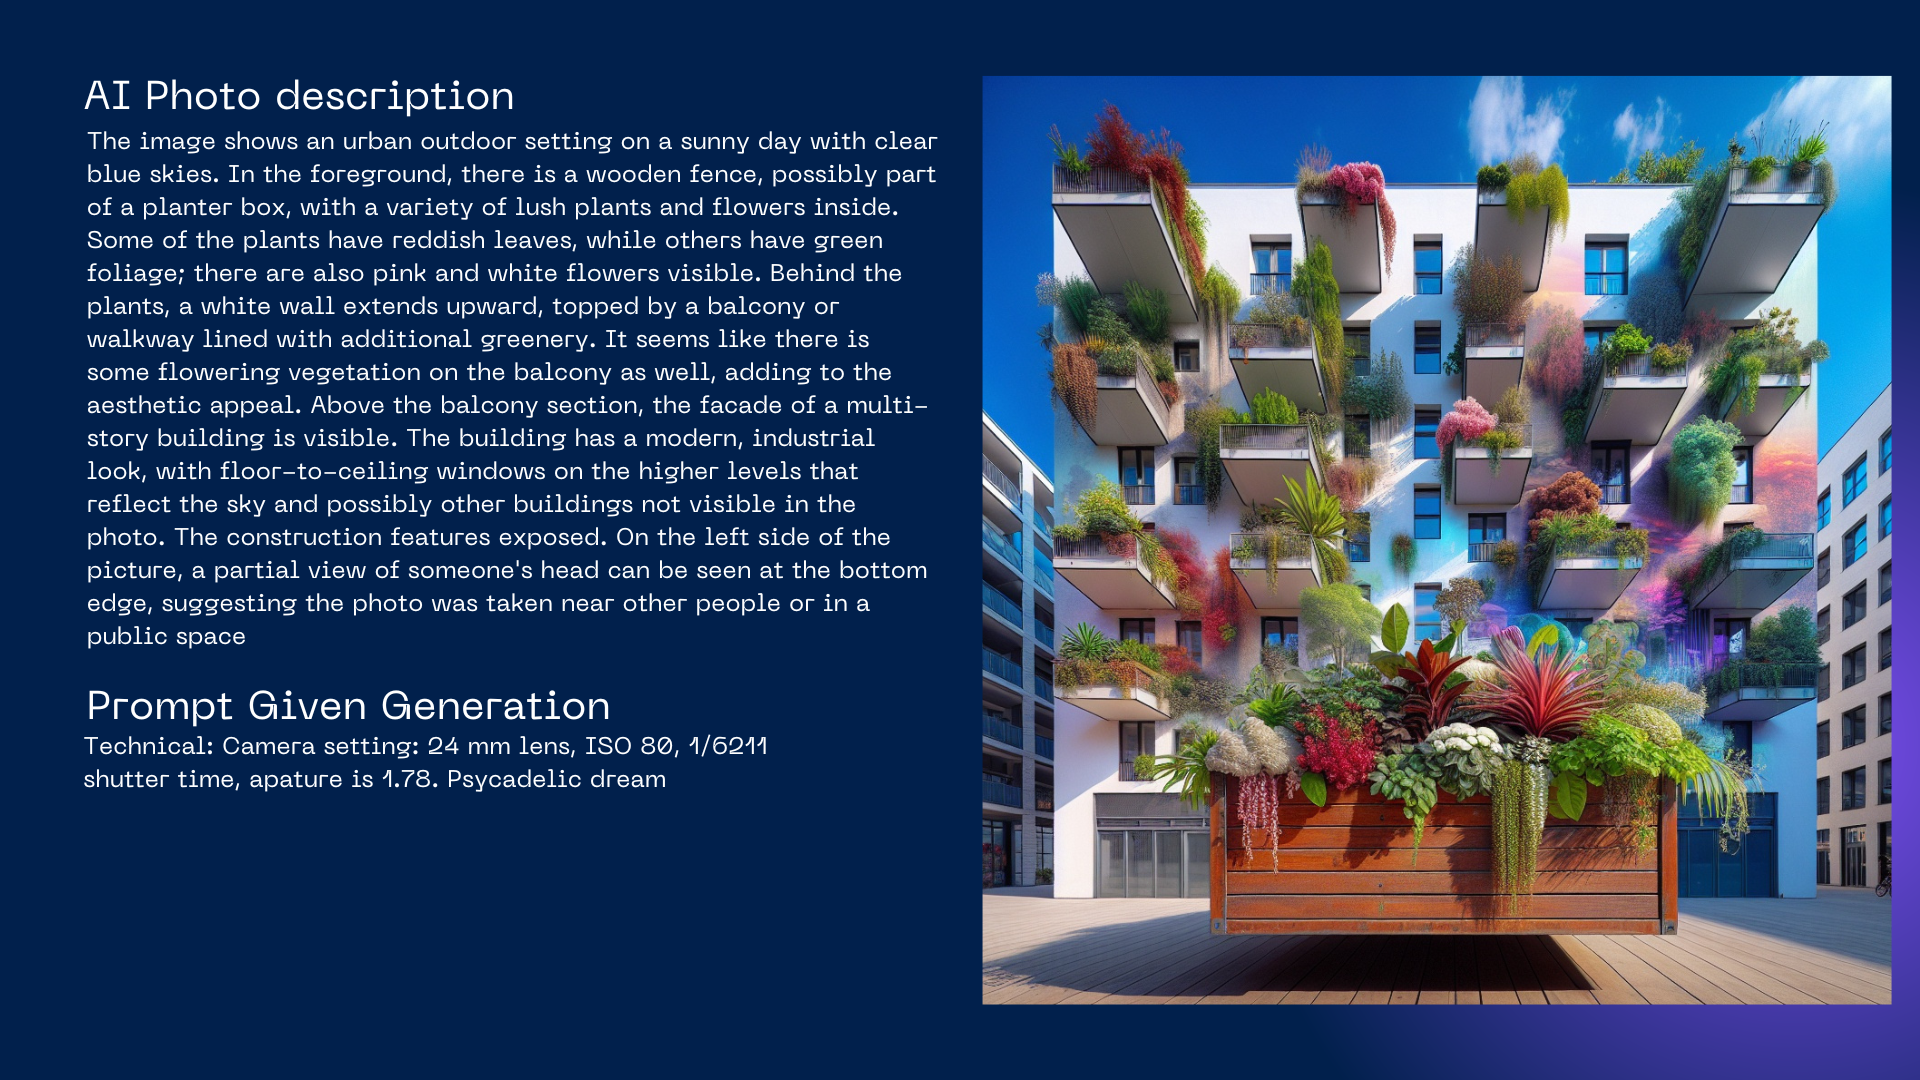 AI Photo description
The image shows an urban outdoor setting on a sunny day with clear
blue skies. In the foreground, there is a wooden fence, possibly part
of a planter box, with a variety of lush plants and flowers inside.
Some of the plants have reddish leaves, while others have green
foliage; there are also pink and white flowers visible. Behind the
plants, a white wall extends upward, topped by a balcony or
walkway lined with additional greenery. It seems like there is
some flowering vegetation on the balcony as well, adding to the
aesthetic appeal. Above the balcony section, the facade of a multi-
story building is visible. The building has a modern, industrial
look, with floor-to-ceiling windows on the higher levels that
reflect the sky and possibly other buildings not visible in the
photo. The construction features exposed. On the left side of the
picture, a partial view of someone's head can be seen at the bottom
edge, suggesting the photo was taken near other people or in a
public space
Prompt Given Generation
Technical: Camera setting: 24 mm lens, ISO 80, 1/6211
shutter time, apature is 1.78. Psycadelic dream